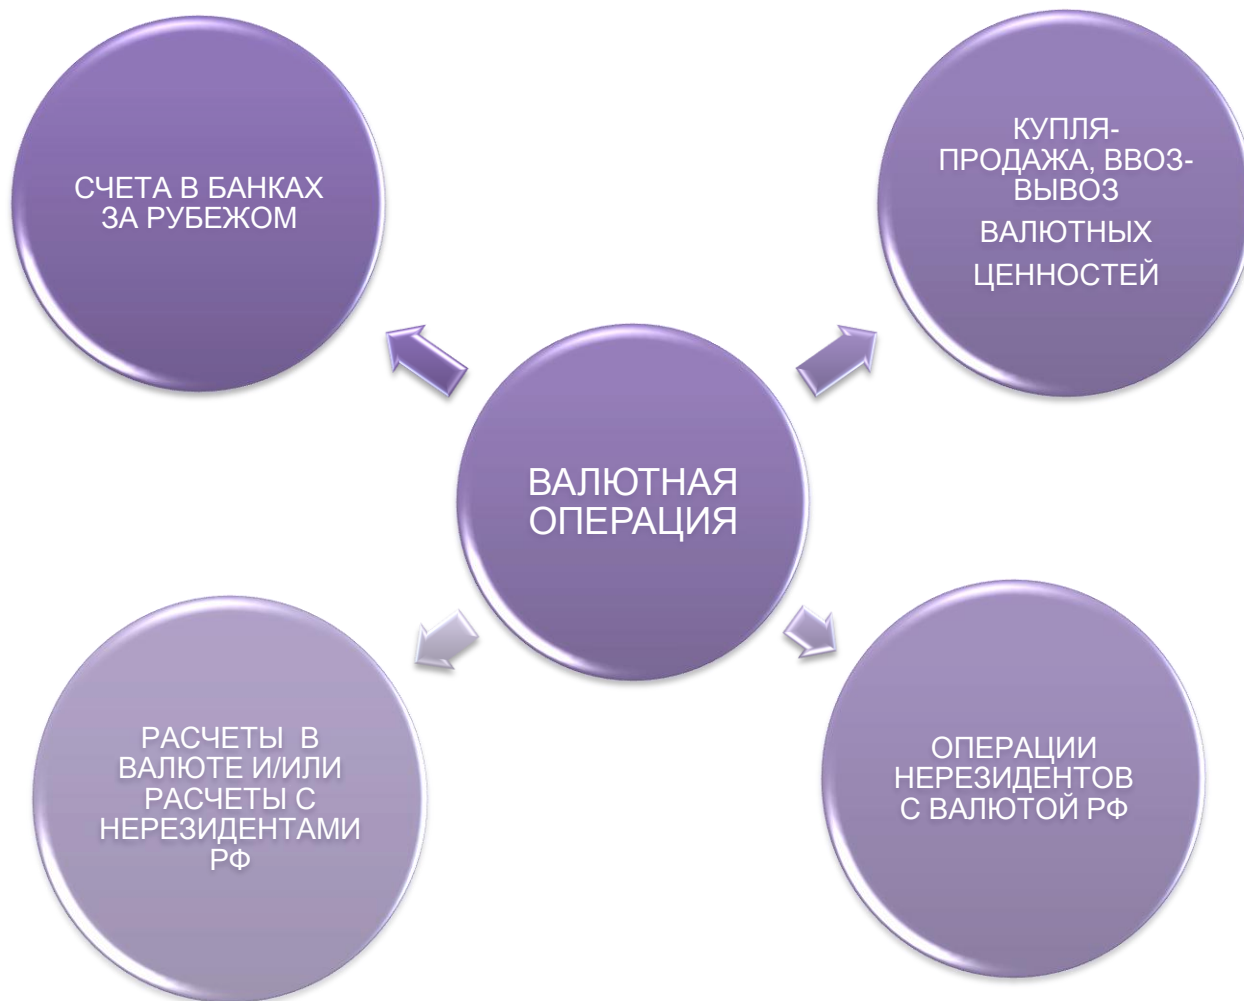 СЧЕТА В БАНКАХ
ЗА РУБЕЖОМ
КУПЛЯ-
ПРОДАЖА, ВВОЗ-
ВЫВОЗ
ВАЛЮТНЫХ
ЦЕННОСТЕЙ
ВАЛЮТНАЯ
ОПЕРАЦИЯ
РАСЧЕТЫ В
ВАЛЮТЕ И/ИЛИ
РАСЧЕТЫ С
НЕРЕЗИДЕНТАМИ
РФ
ОПЕРАЦИИ
НЕРЕЗИДЕНТОВ
С ВАЛЮТОЙ РФ